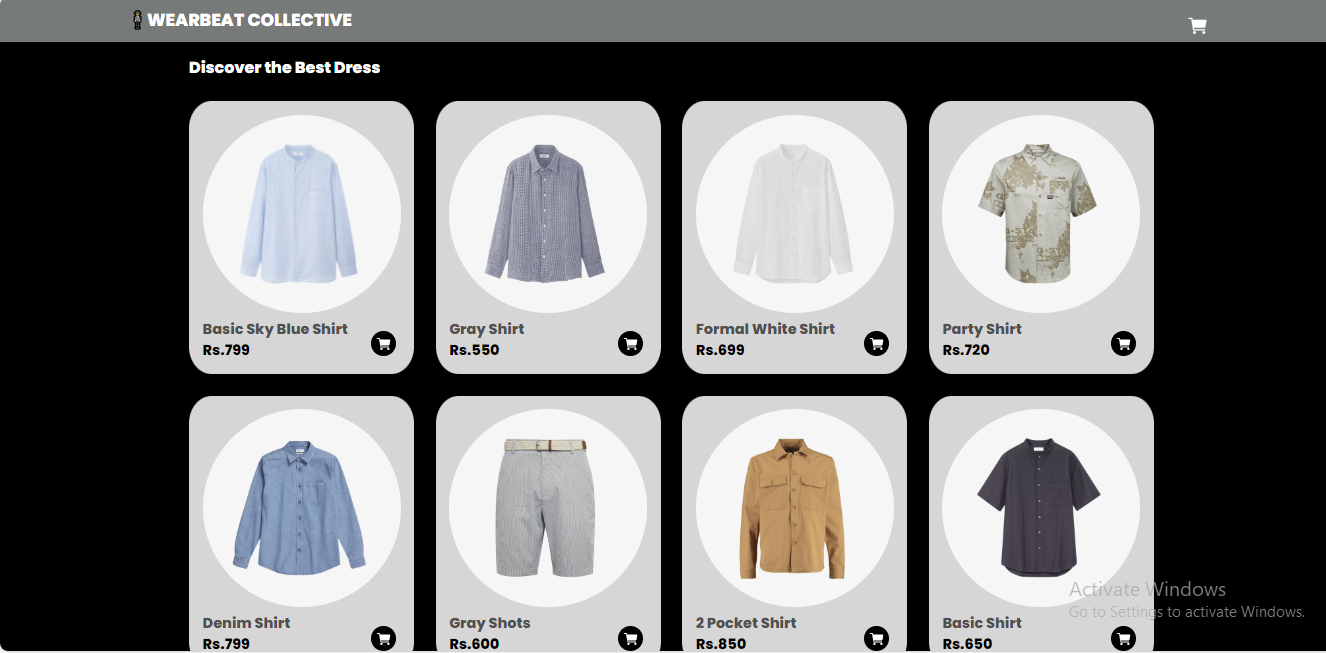 WEARBEAT COLLECTIVE
Discover the Best Dress
Basic Sky Blue Shirt
Rs.799
Gray Shirt
Rs.550
Formal White Shirt
Rs.699
Party Shirt
Rs.720
Denim Shirt
Rs.799
Gray Shots
Rs.600
2 Pocket Shirt
Rs.850
Basic Shirt
Rs.650
Activate Windows
Go to Settings to activate Windows.